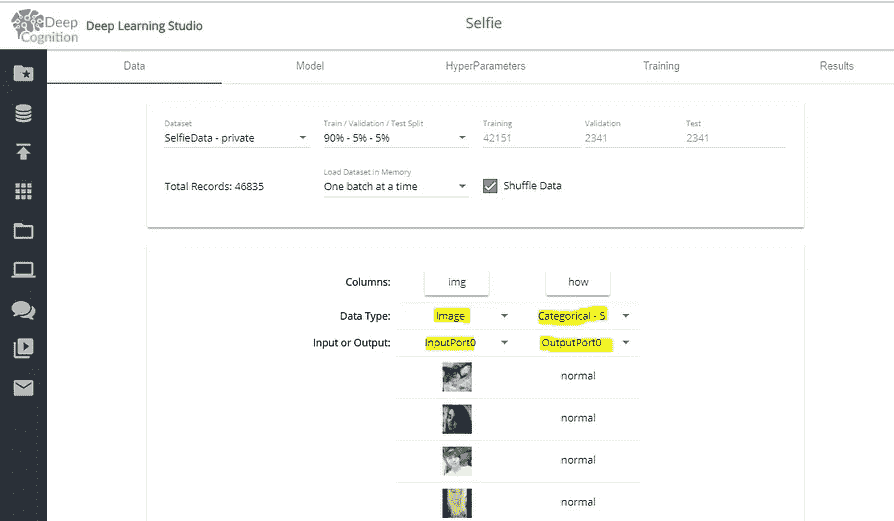 Deep Cognition Deep Learning Studio Selfie
Data Model HyperParameters Training Results
Dataset Train / Validation / Test Split Training Validation Test
SelfieData - private 90% - 5% - 5% 42151 2341 2341
Load Dataset in Memory
Total Records: 46835 One batch at a time Shuffle Data
Columns: img how
Data Type: Image Categorical - S
Input or Output: InputPort0 OutputPort0
normal
normal
normal
normal